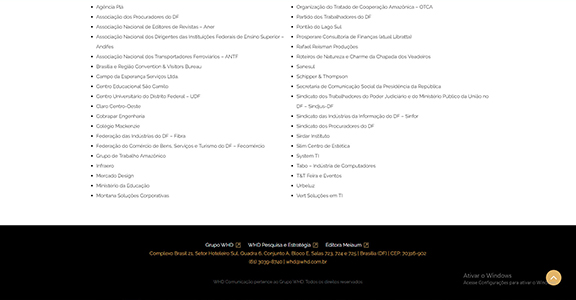 Agência Plá
Associação dos Procuradores do DF
Associação Nacional de Editores de Revistas – Aner
Associação Nacional dos Dirigentes das Instituições Federais de Ensino Superior –
Andifes
Associação Nacional dos Transportadores Ferroviários – ANTF
Brasília e Região Convention & Visitors Bureau
Campo da Esperança Serviços Ltda
Centro Educacional São Camilo
Centro Universitário do Distrito Federal – UDF
Claro Centro-Oeste
Cobrapar Engenharia
Colégio Mackenzie
Federação das Indústrias do DF – Fibra
Federação do Comércio de Bens, Serviços e Turismo do DF – Fecomércio
Grupo de Trabalho Amazônico
Infraero
Mercado Design
Ministério da Educação
Montana Soluções Corporativas
Organização do Tratado de Cooperação Amazônica – OTCA
Partido dos Trabalhadores do DF
Pontão do Lago Sul
Prosperare Consultoria de Finanças (atual Libratta)
Rafael Reisman Produções
Roteiros de Natureza e Charme da Chapada dos Veadeiros
Sanesul
Schipper & Thompson
Secretaria de Comunicação Social da Presidência da República
Sindicato dos Trabalhadores do Poder Judiciário e do Ministério Público da União no
DF – Sindjus-DF
Sindicato das Indústrias da Informação do DF – Sinfor
Sindicato dos Procuradores do DF
Sirdar Instituto
Slim Centro de Estética
System TI
Tabo – Indústria de Computadores
T&T Feira e Eventos
Urbeluz
Vert Soluções em TI
Grupo WHD WHD Pesquisa e Estratégia Editora Meiaum
Complexo Brasil 21, Setor Hoteleiro Sul, Quadra 6, Conjunto A, Bloco E, Salas 723, 724 e 725 | Brasília (DF) | CEP: 70316-902
(61) 3039-8740 | whd@whd.com.br
WHD Comunicação pertence ao Grupo WHD. Todos os direitos reservados.
Ativar o Windows
Acesse Configurações para ativar o Win